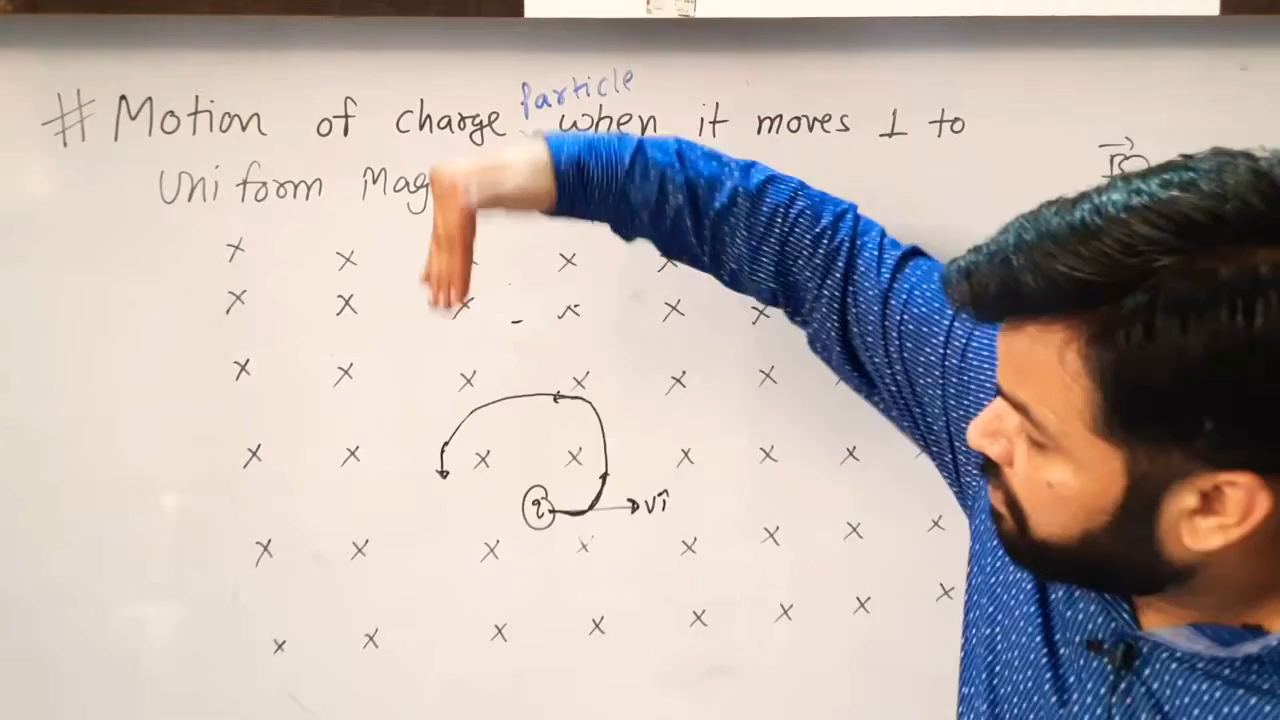 # Motion of charge particle when it moves ⊥ to
Uniform Mag
B⃗
× × × ×
× × × × ×
× × × × × ×
× × × × × × ×
q vî
× × × × × × × ×
× × × × × × × ×